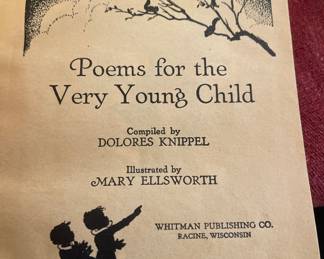 Poems for the
Very Young Child
Compiled by
DOLORES KNIPPEL
Illustrated by
MARY ELLSWORTH
WHITMAN PUBLISHING CO.
RACINE, WISCONSIN